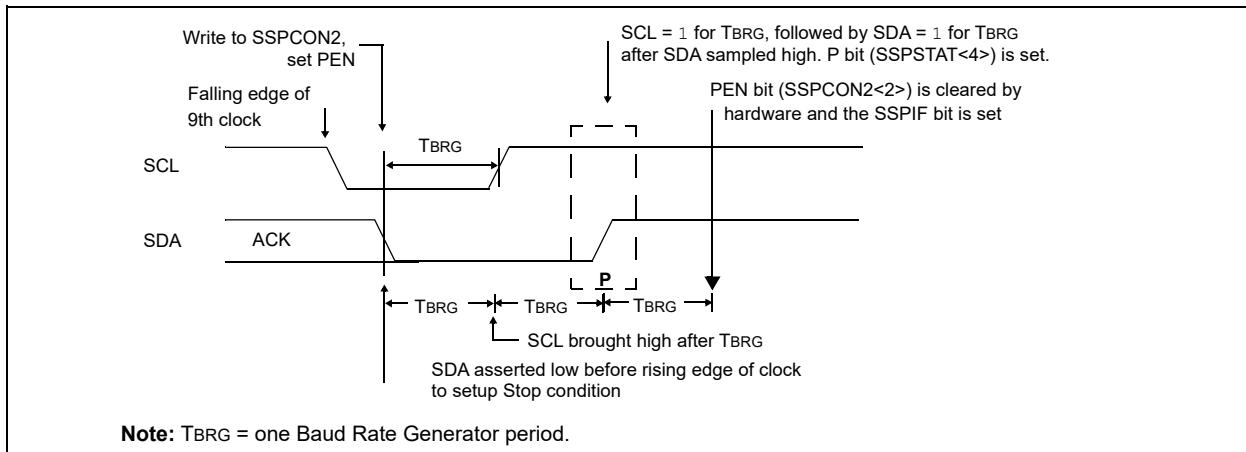 Write to SSPCON2,
set PEN
SCL = 1 for TBRG, followed by SDA = 1 for TBRG
after SDA sampled high. P bit (SSPSTAT<4>) is set.
Falling edge of
9th clock
PEN bit (SSPCON2<2>) is cleared by
hardware and the SSPIF bit is set
TBRG
SCL
SDA
ACK
P
TBRG
TBRG
TBRG
SCL brought high after TBRG
SDA asserted low before rising edge of clock
to setup Stop condition
Note: TBRG = one Baud Rate Generator period.